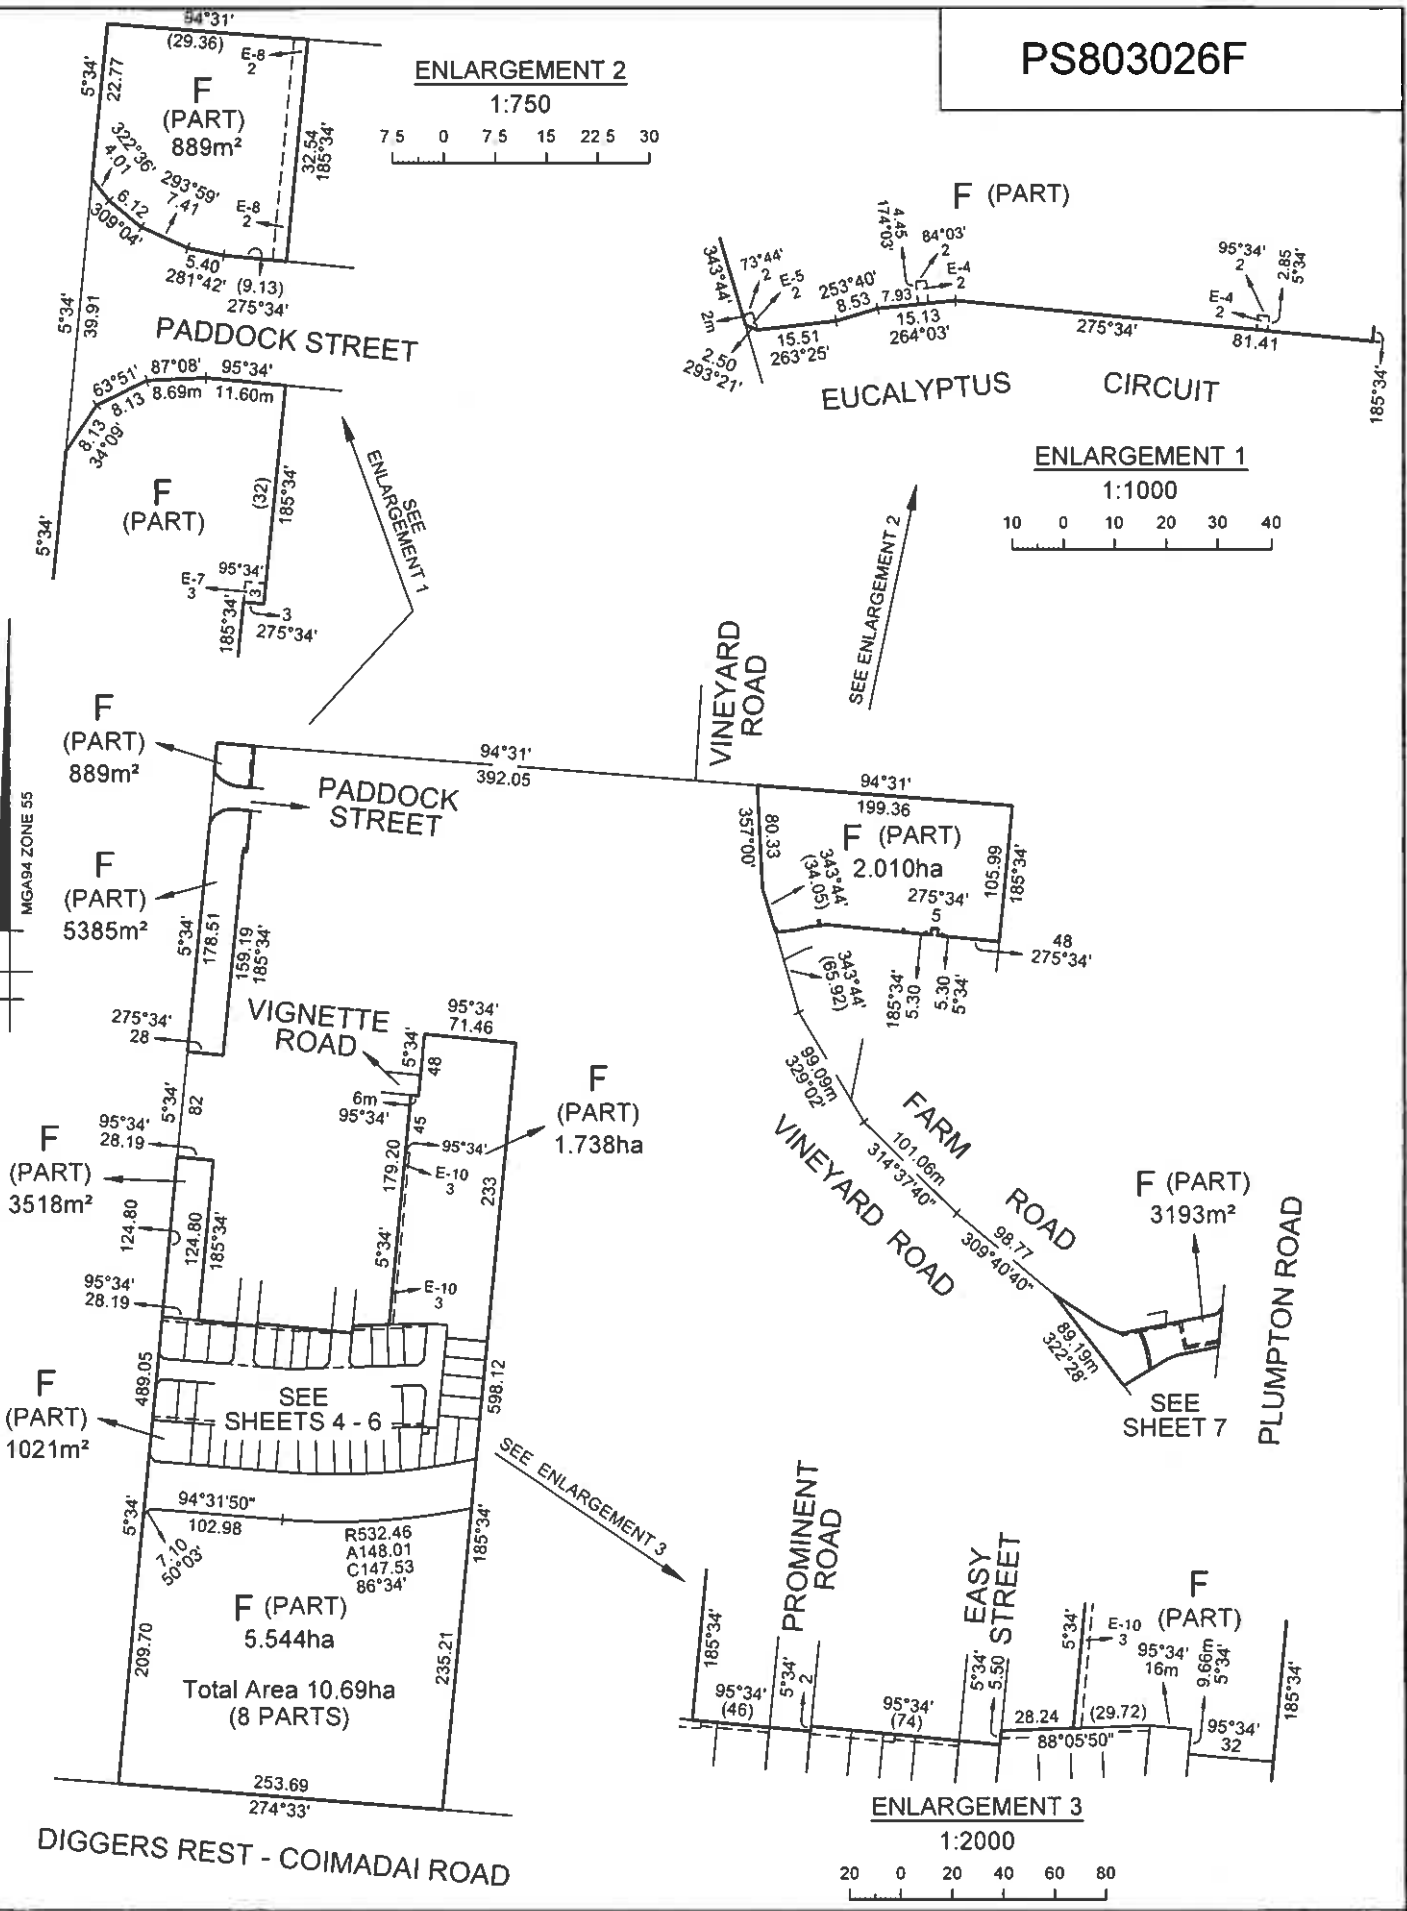 PS803026F
94°31'
(29.36)
E-8
2
5°34'
22.77
F
(PART)
889m²
32.54
185°34'
322°36'
4.01
6.12
309°04'
293°59'
7.41
E-8
2
5.40
281°42'
(9.13)
275°34'
5°34'
39.91
PADDOCK STREET
ENLARGEMENT 2
1:750
7.5 0 7.5 15 22.5 30
63°51'
8.13
87°08'
8.69m
95°34'
11.60m
8.13
34°09'
F
(PART)
(32)
185°34'
5°34'
95°34'
E-7
3
3
3
185°34'
275°34'
SEE
ENLARGEMENT 1
F (PART)
343°44'
73°44'
2
E-5
2
2m
2.50
293°21'
15.51
263°25'
253°40'
8.53
7.93
4.45
174°03'
84°03'
2
E-4
2
15.13
264°03'
275°34'
81.41
95°34'
2
E-4
2
2.85
5°34'
185°34'
EUCALYPTUS CIRCUIT
ENLARGEMENT 1
1:1000
10 0 10 20 30 40
SEE ENLARGEMENT 2
MGA94 ZONE 55
F
(PART)
889m²
94°31'
392.05
VINEYARD
ROAD
PADDOCK
STREET
94°31'
199.36
80.33
357°00'
F (PART)
2.010ha
343°44'
(34.05)
275°34'
5
105.99
185°34'
48
275°34'
343°44'
(65.92)
185°34'
5.30
5.30
5°34'
F
(PART)
5385m²
5°34'
178.51
159.19
185°34'
275°34'
28
VIGNETTE
ROAD
95°34'
71.46
5°34'
48
6m
95°34'
45
95°34'
E-10
3
179.20
5°34'
E-10
3
233
F
(PART)
1.738ha
5°34'
82
95°34'
28.19
F
(PART)
3518m²
124.80
124.80
185°34'
95°34'
28.19
99.09m
329°02'
FARM ROAD
101.06m
314°37'40"
VINEYARD ROAD
98.77
309°40'40"
F (PART)
3193m²
PLUMPTON ROAD
89.19m
322°28'
SEE
SHEET 7
489.05
SEE
SHEETS 4 - 6
598.12
F
(PART)
1021m²
SEE ENLARGEMENT 3
5°34'
94°31'50"
102.98
R532.46
A148.01
C147.53
86°34'
185°34'
7.10
50°03'
F (PART)
5.544ha
209.70
235.21
Total Area 10.69ha
(8 PARTS)
253.69
274°33'
DIGGERS REST - COIMADAI ROAD
185°34'
PROMINENT
ROAD
95°34'
(46)
5°34'
2
95°34'
(74)
EASY
STREET
5°34'
5.50
5°34'
E-10
3
F
(PART)
95°34'
16m
9.66m
5°34'
28.24
(29.72)
88°05'50"
95°34'
32
185°34'
ENLARGEMENT 3
1:2000
20 0 20 40 60 80